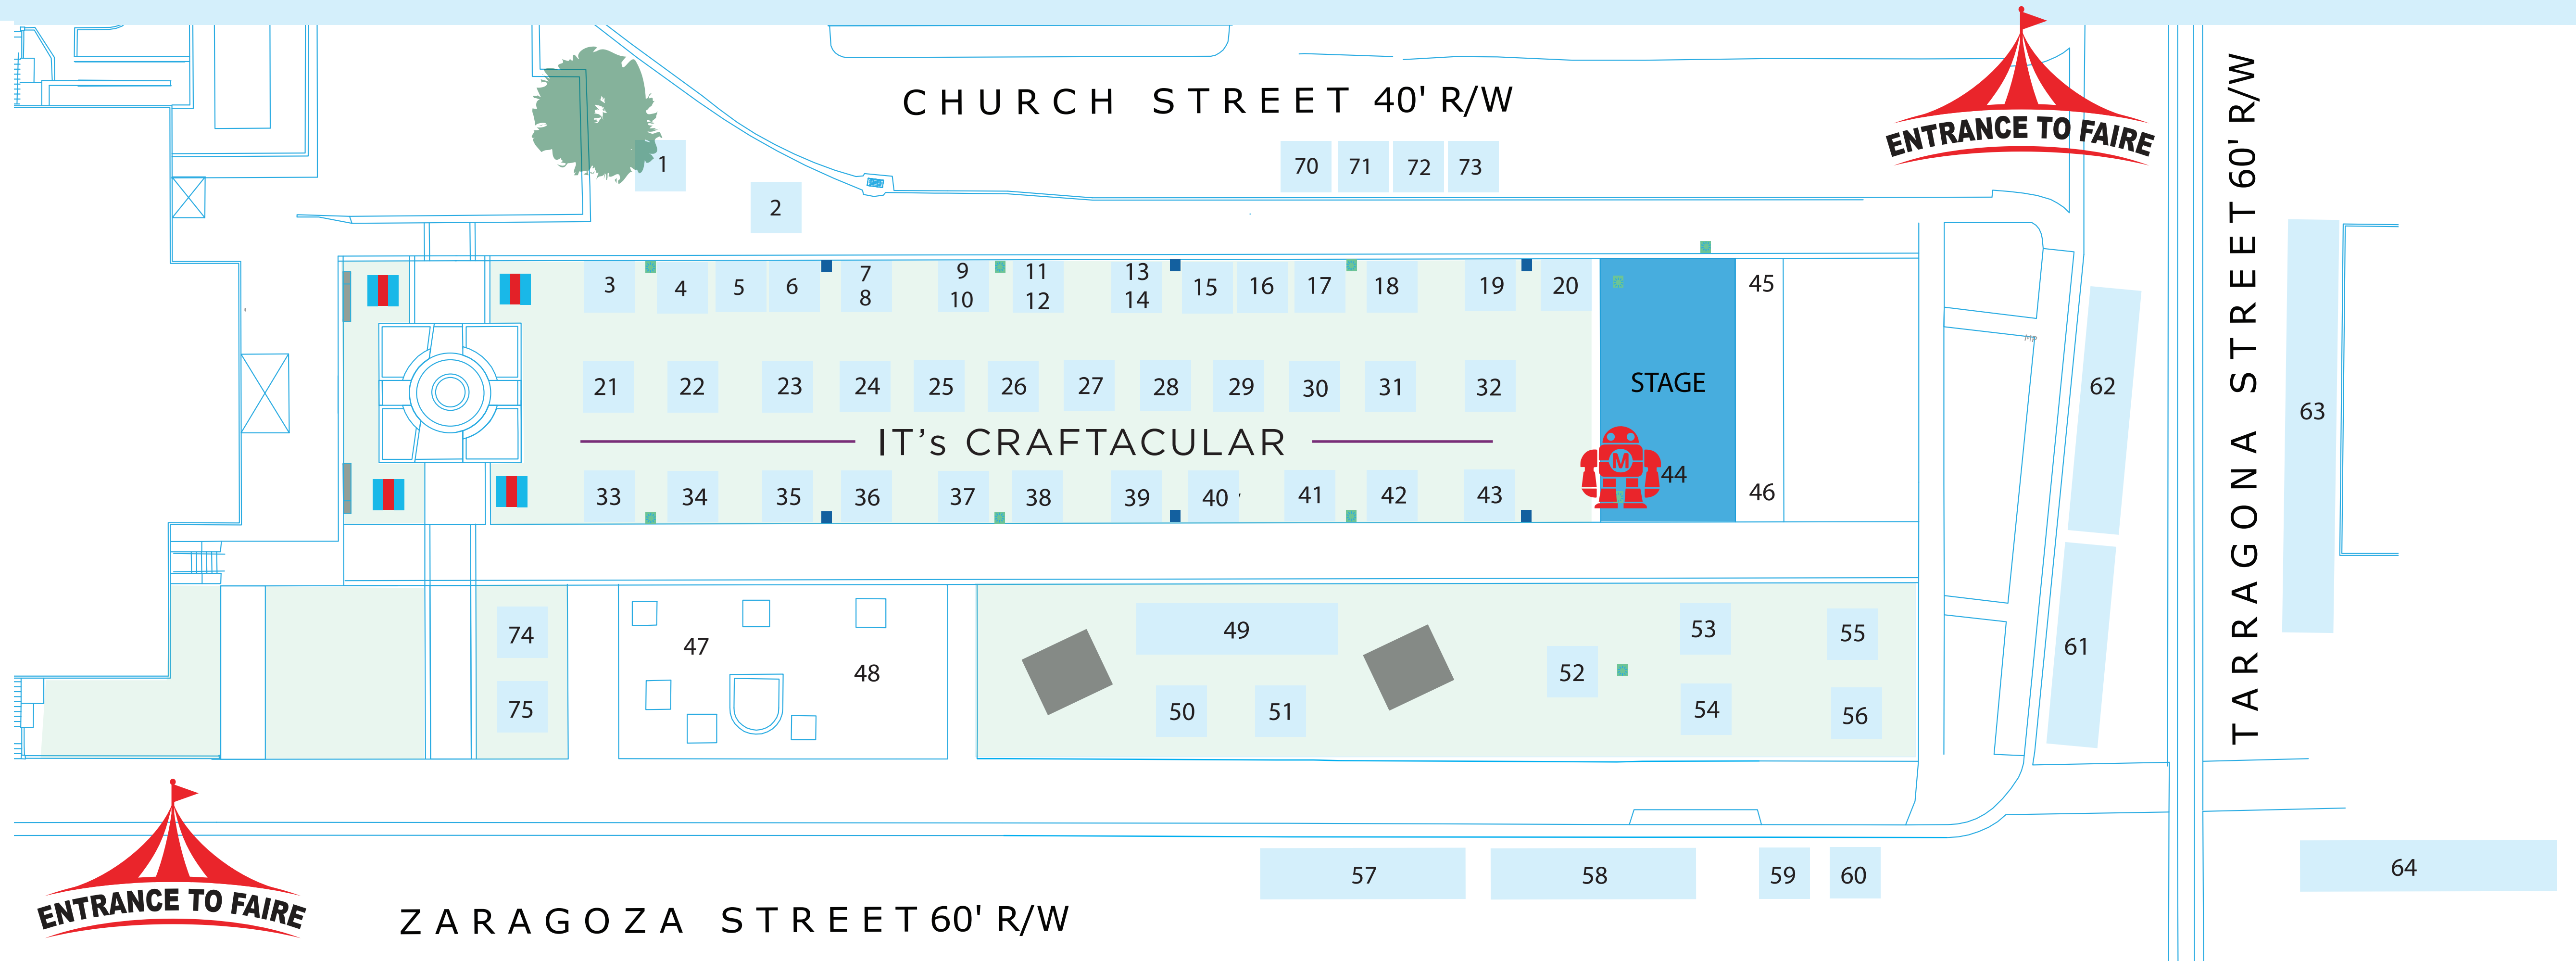 CHURCH STREET 40' R/W
ENTRANCE TO FAIRE
TARRAGONA STREET 60' R/W
1
2
70 71 72 73
3 4 5 6 7 9 11 13 15 16 17 18 19 20
8 10 12 14
45
STAGE
21 22 23 24 25 26 27 28 29 30 31 32
62
63
IT's CRAFTACULAR
M
44
33 34 35 36 37 38 39 40 41 42 43
46
MP
74
47
49
53
55
61
48
52
75
50
51
54
56
ENTRANCE TO FAIRE
57
58
59
60
64
ZARAGOZA STREET 60' R/W